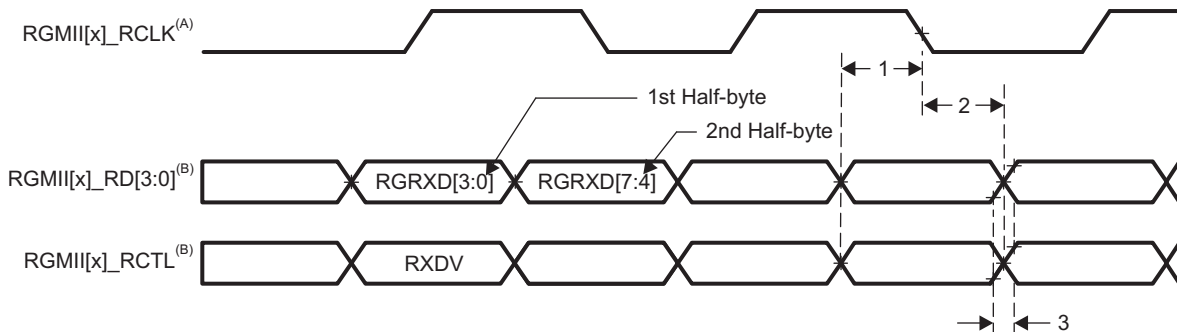 RGMII[x]_RCLK(A)
1
2
1st Half-byte
2nd Half-byte
RGMII[x]_RD[3:0](B)
RGRXD[3:0]
RGRXD[7:4]
RGMII[x]_RCTL(B)
RXDV
3